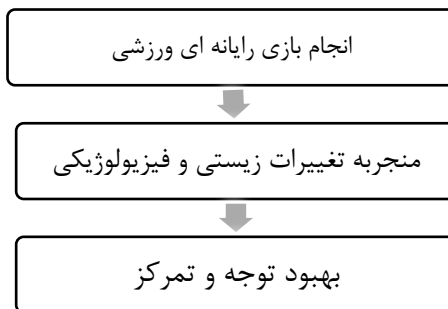 انجام بازی رایانه ای ورزشی
منجربه تغییرات زیستی و فیزیولوژیکی
بهبود توجه و تمرکز